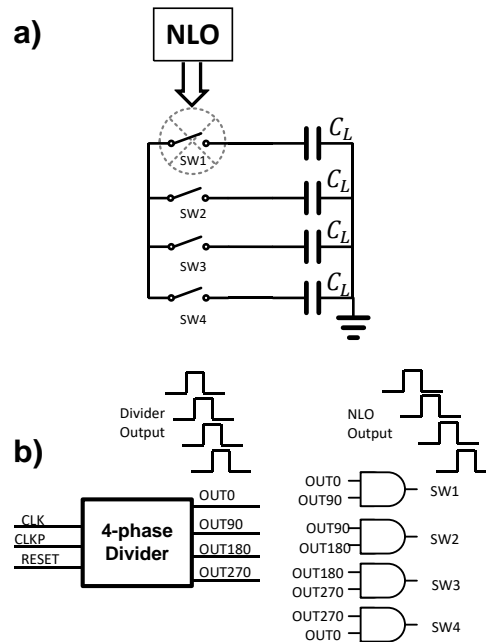 a)
NLO
C_L
SW1
C_L
SW2
C_L
SW3
C_L
SW4
Divider
Output
NLO
Output
b)
CLK
CLKP
RESET
4-phase
Divider
OUT0
OUT90
OUT180
OUT270
OUT0
OUT90
SW1
OUT90
OUT180
SW2
OUT180
OUT270
SW3
OUT270
OUT0
SW4